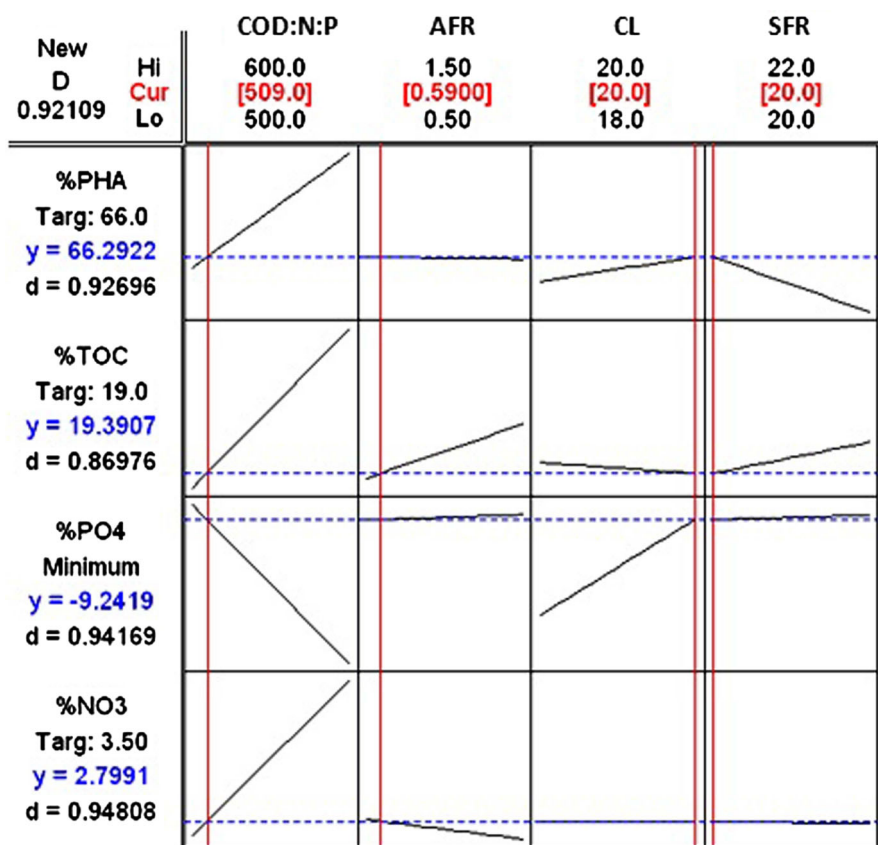 COD:N:P AFR CL SFR
New Hi 600.0 1.50 20.0 22.0
D Cur [509.0] [0.5900] [20.0] [20.0]
0.92109 Lo 500.0 0.50 18.0 20.0
%PHA
Targ: 66.0
y = 66.2922
d = 0.92696
%TOC
Targ: 19.0
y = 19.3907
d = 0.86976
%PO4
Minimum
y = -9.2419
d = 0.94169
%NO3
Targ: 3.50
y = 2.7991
d = 0.94808